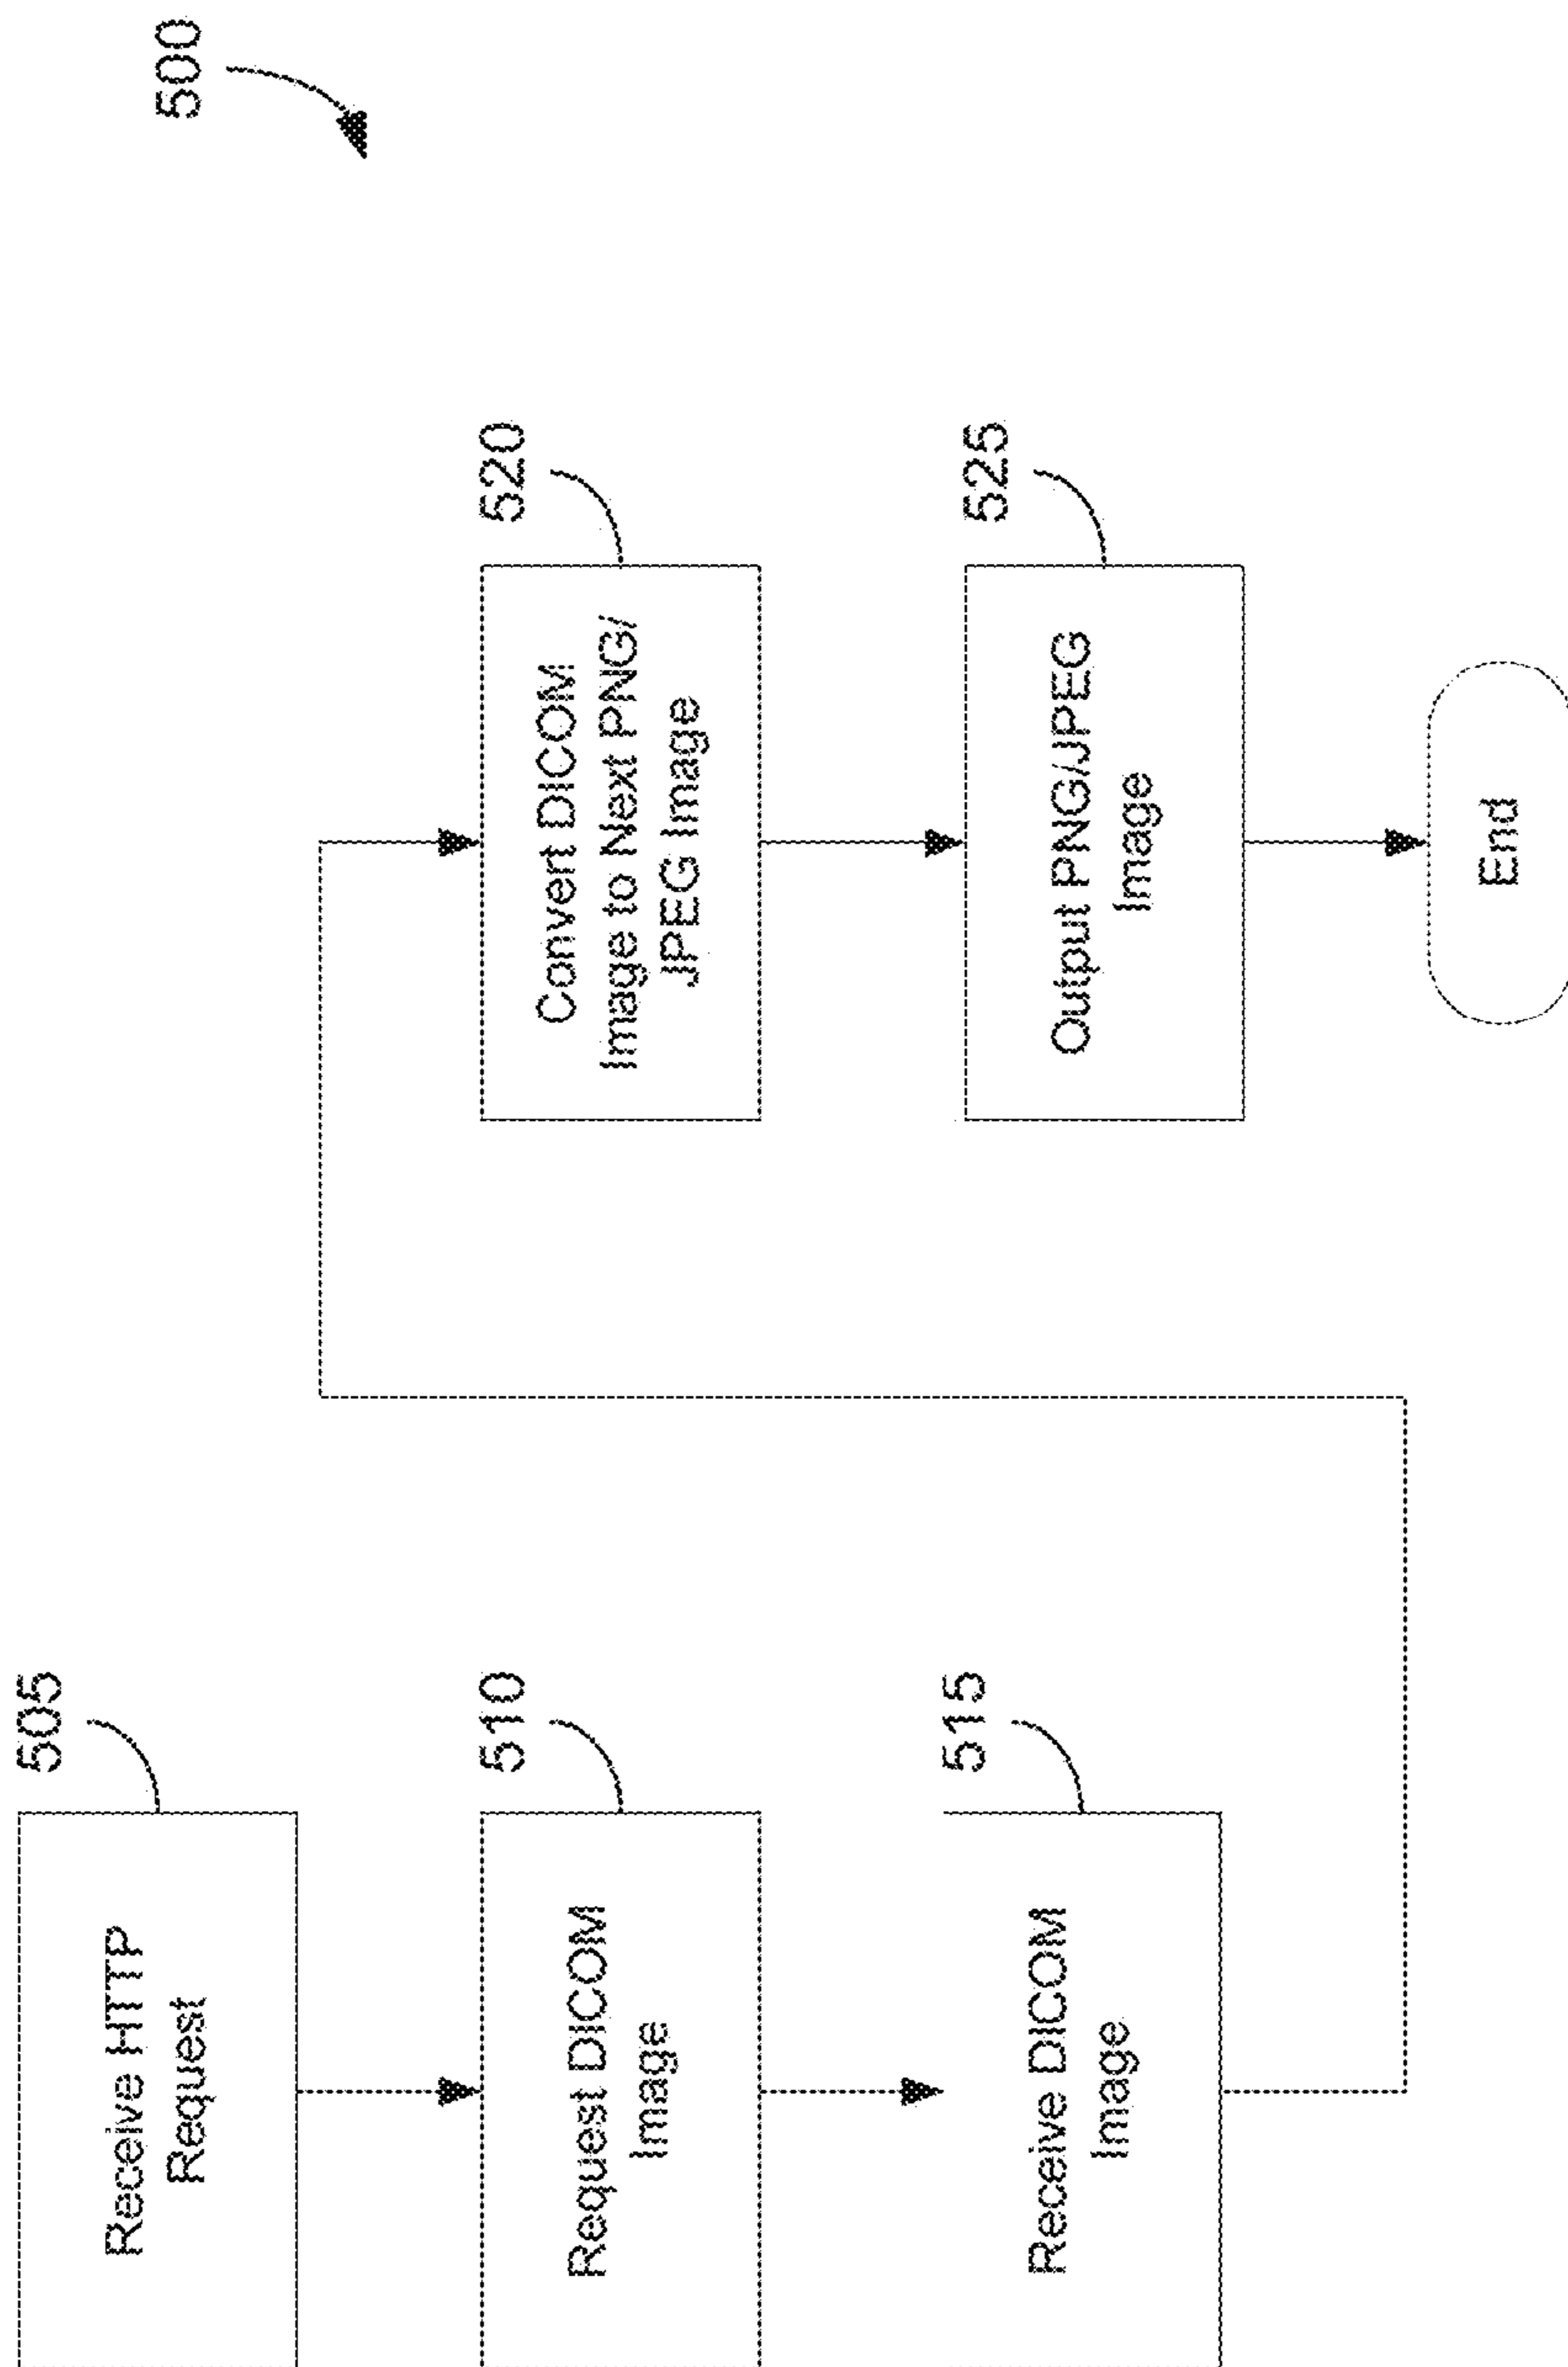 500
505
Receive HTTP
Request
510
Request DICOM
Image
515
Receive DICOM
Image
520
Convert DICOM
Image to Next PNG/
JPEG Image
525
Output PNG/JPEG
Image
End